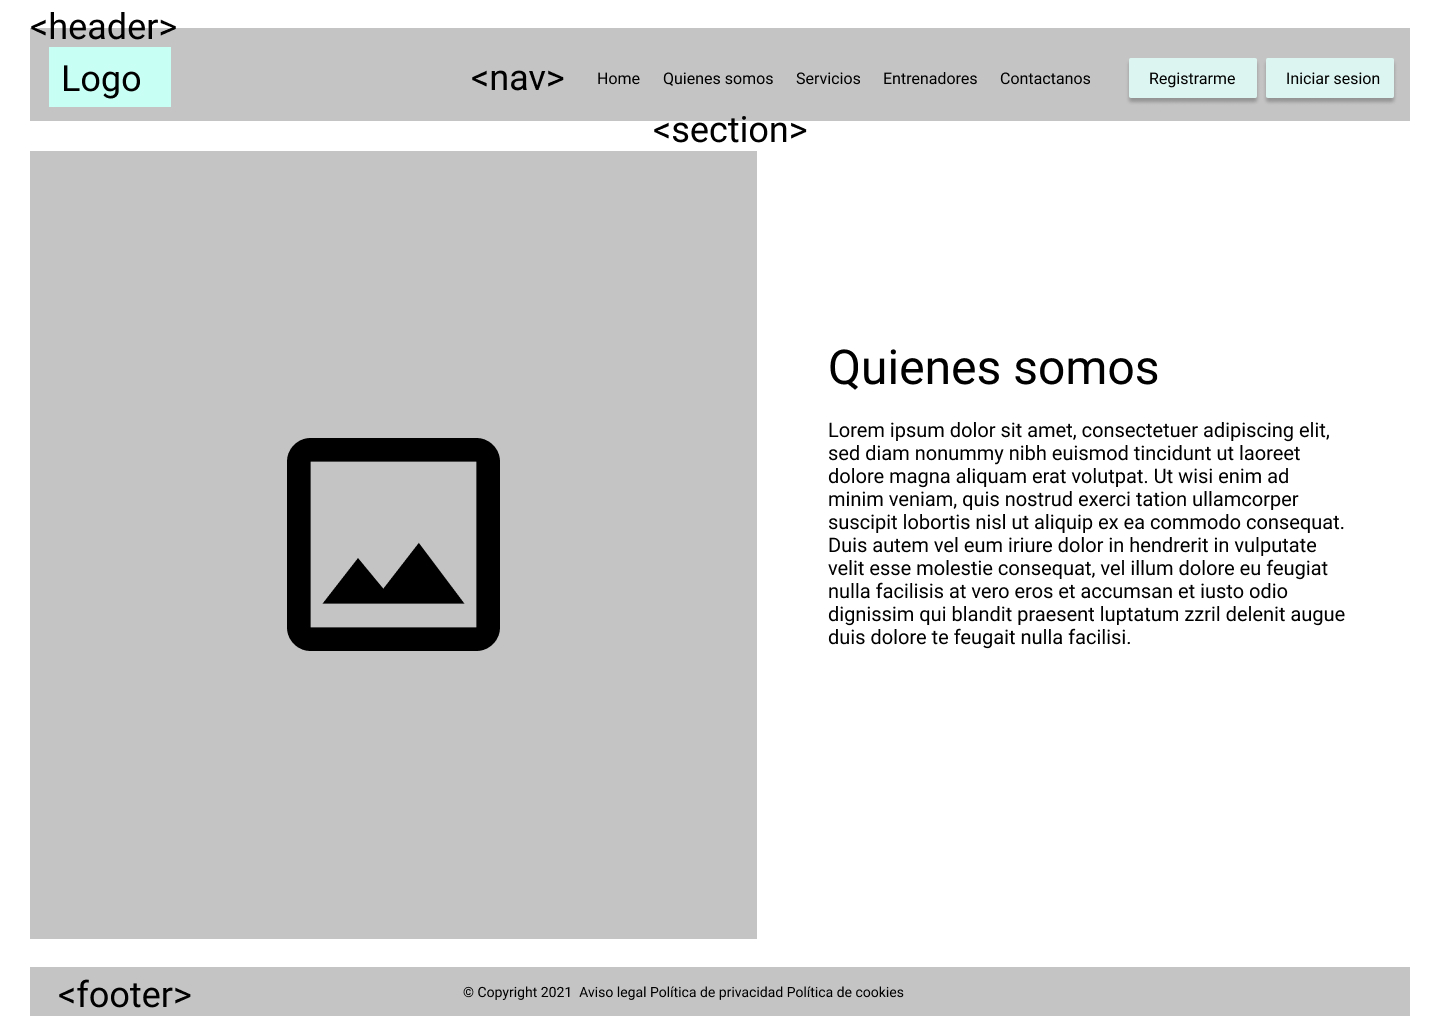 <header>
Logo
<nav> Home Quienes somos Servicios Entrenadores Contactanos Registrarme Iniciar sesion
<section>
Quienes somos
Lorem ipsum dolor sit amet, consectetuer adipiscing elit,
sed diam nonummy nibh euismod tincidunt ut laoreet
dolore magna aliquam erat volutpat. Ut wisi enim ad
minim veniam, quis nostrud exerci tation ullamcorper
suscipit lobortis nisl ut aliquip ex ea commodo consequat.
Duis autem vel eum iriure dolor in hendrerit in vulputate
velit esse molestie consequat, vel illum dolore eu feugiat
nulla facilisis at vero eros et accumsan et iusto odio
dignissim qui blandit praesent luptatum zzril delenit augue
duis dolore te feugait nulla facilisi.
<footer>
© Copyright 2021 Aviso legal Política de privacidad Política de cookies